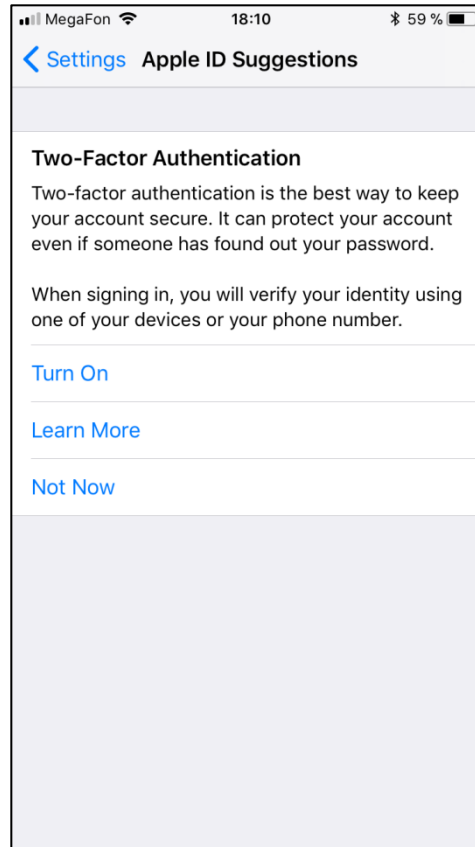 MegaFon 18:10 59 %
Settings Apple ID Suggestions
Two-Factor Authentication
Two-factor authentication is the best way to keep
your account secure. It can protect your account
even if someone has found out your password.
When signing in, you will verify your identity using
one of your devices or your phone number.
Turn On
Learn More
Not Now